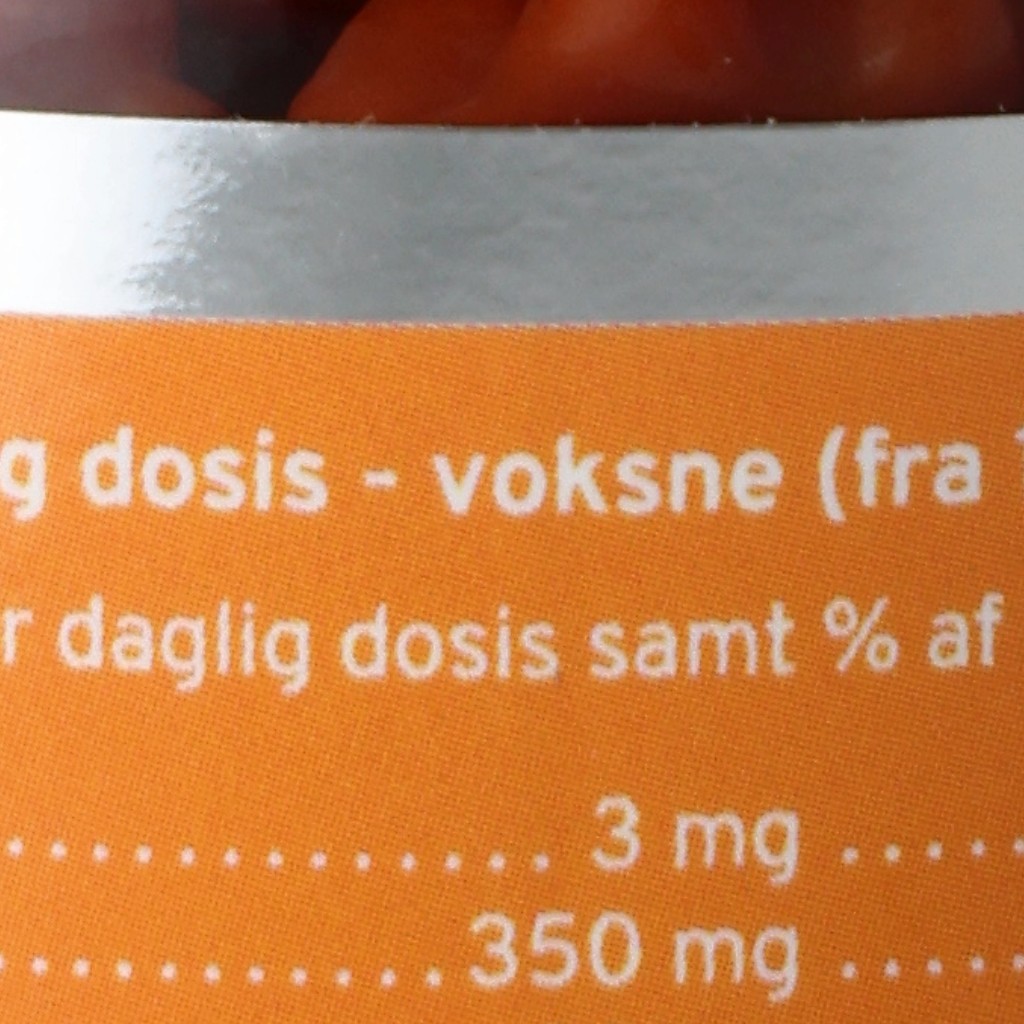 g dosis - voksne (fra
r daglig dosis samt % af
.............. 3 mg .....
........... 350 mg ....